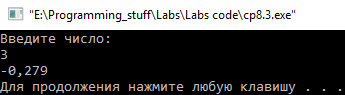 "E:\Programming_stuff\Labs\Labs code\cp8.3.exe"
Введите число:
3
-0,279
Для продолжения нажмите любую клавишу . . .